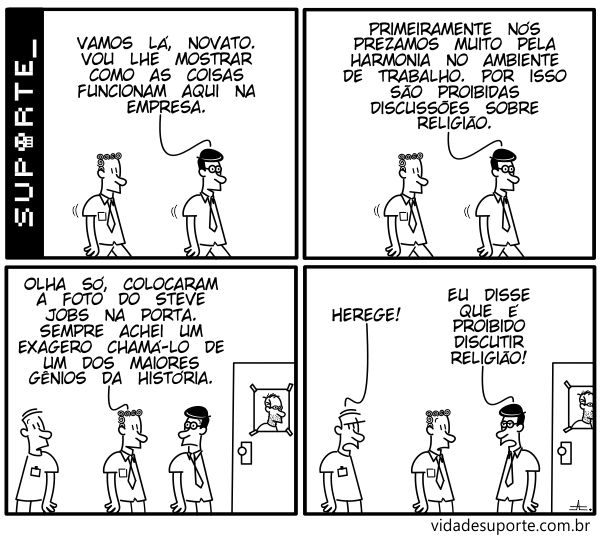 SUPORTE_
VAMOS LÁ, NOVATO.
VOU LHE MOSTRAR
COMO AS COISAS
FUNCIONAM AQUI NA
EMPRESA.
PRIMEIRAMENTE NÓS
PREZAMOS MUITO PELA
HARMONIA NO AMBIENTE
DE TRABALHO. POR ISSO
SÃO PROIBIDAS
DISCUSSÕES SOBRE
RELIGIÃO.
OLHA SÓ, COLOCARAM
A FOTO DO STEVE
JOBS NA PORTA.
SEMPRE ACHEI UM
EXAGERO CHAMÁ-LO DE
UM DOS MAIORES
GÊNIOS DA HISTÓRIA.
HEREGE!
EU DISSE
QUE É
PROIBIDO
DISCUTIR
RELIGIÃO!
vidadesuporte.com.br